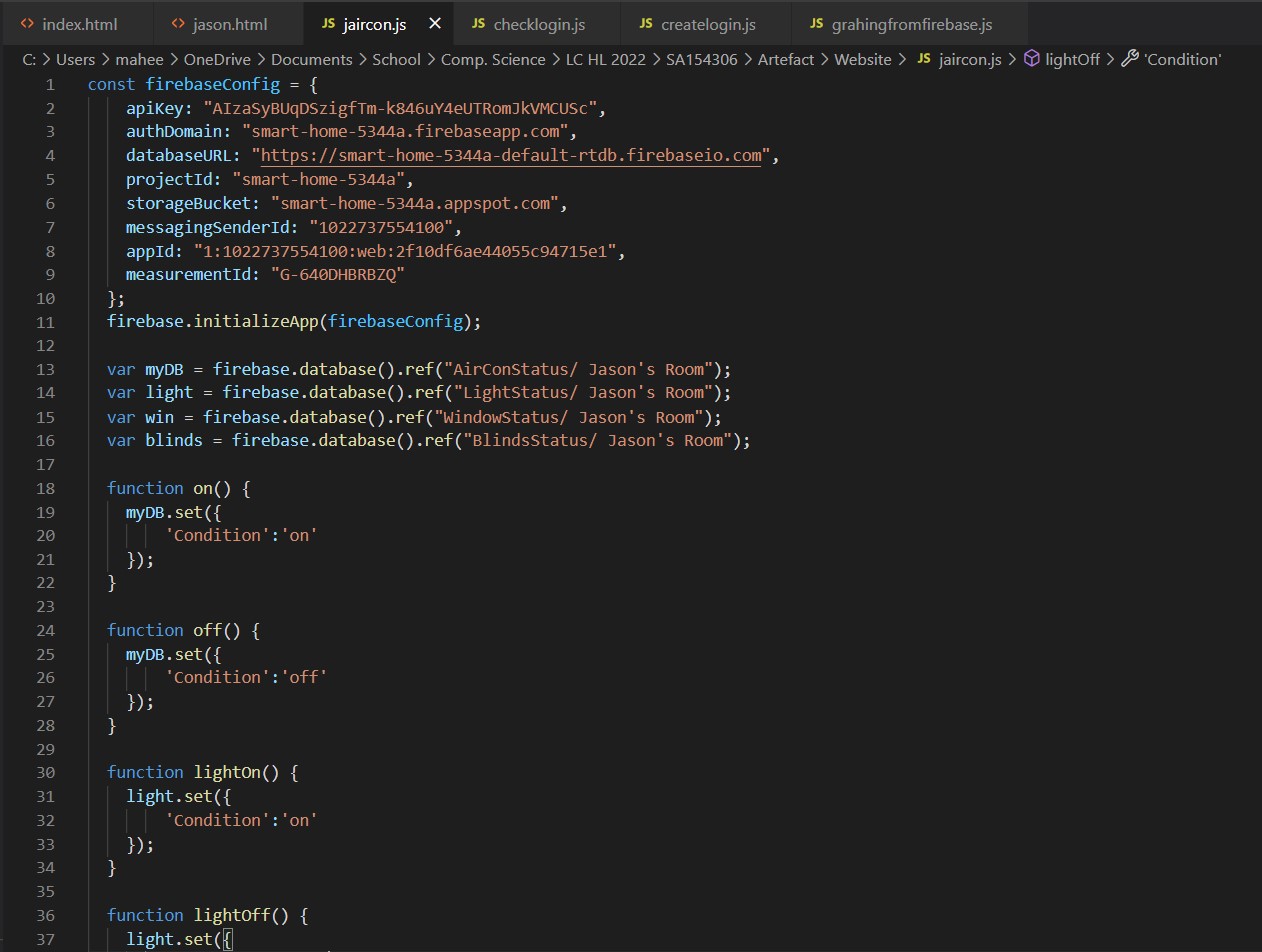 <> index.html <> jason.html JS jaircon.js × JS checklogin.js JS createlogin.js JS grahingfromfirebase.js
C: > Users > mahee > OneDrive > Documents > School > Comp. Science > LC HL 2022 > SA154306 > Artefact > Website > JS jaircon.js > lightOff > 'Condition'
1 const firebaseConfig = {
2 apiKey: "AIzaSyBUqDSzigfTm-k846uY4eUTRomJkVMCUSc",
3 authDomain: "smart-home-5344a.firebaseapp.com",
4 databaseURL: "https://smart-home-5344a-default-rtdb.firebaseio.com",
5 projectId: "smart-home-5344a",
6 storageBucket: "smart-home-5344a.appspot.com",
7 messagingSenderId: "1022737554100",
8 appId: "1:1022737554100:web:2f10df6ae44055c94715e1",
9 measurementId: "G-640DHBRBZQ"
10 };
11 firebase.initializeApp(firebaseConfig);
12
13 var myDB = firebase.database().ref("AirConStatus/ Jason's Room");
14 var light = firebase.database().ref("LightStatus/ Jason's Room");
15 var win = firebase.database().ref("WindowStatus/ Jason's Room");
16 var blinds = firebase.database().ref("BlindsStatus/ Jason's Room");
17
18 function on() {
19 myDB.set({
20 'Condition':'on'
21 });
22 }
23
24 function off() {
25 myDB.set({
26 'Condition':'off'
27 });
28 }
29
30 function lightOn() {
31 light.set({
32 'Condition':'on'
33 });
34 }
35
36 function lightOff() {
37 light.set({